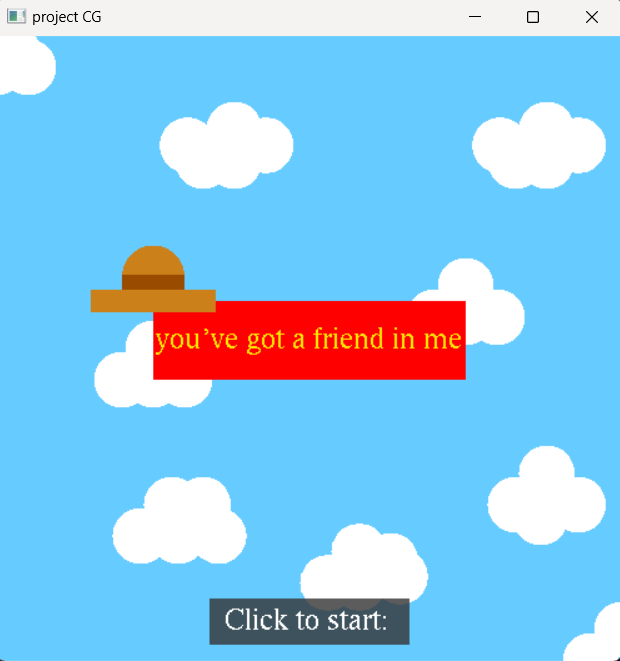 project CG
you’ve got a friend in me
Click to start: